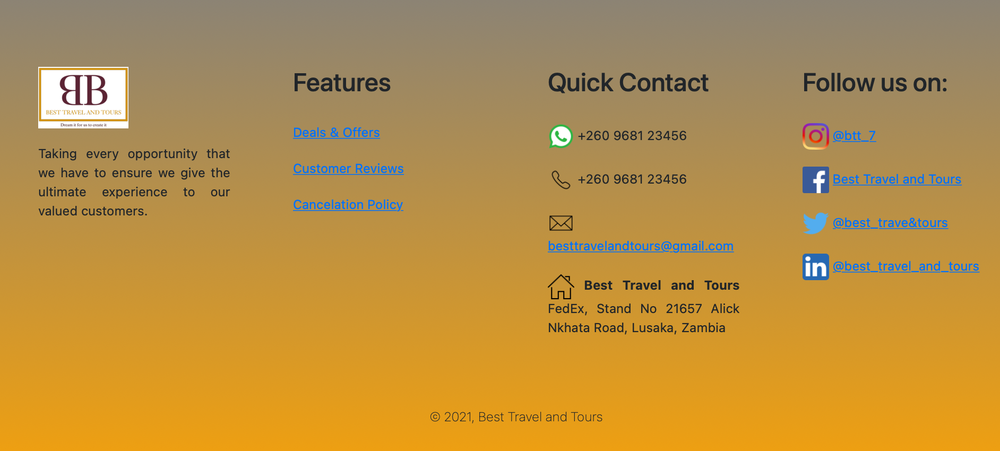 BB
BEST TRAVEL AND TOURS
Dream it for us to create it
Taking every opportunity that
we have to ensure we give the
ultimate experience to our
valued customers.
Features
Deals & Offers
Customer Reviews
Cancelation Policy
Quick Contact
+260 9681 23456
+260 9681 23456
besttravelandtours@gmail.com
Best Travel and Tours
FedEx, Stand No 21657 Alick
Nkhata Road, Lusaka, Zambia
Follow us on:
@btt_7
Best Travel and Tours
@best_trave&tours
@best_travel_and_tours
© 2021, Best Travel and Tours